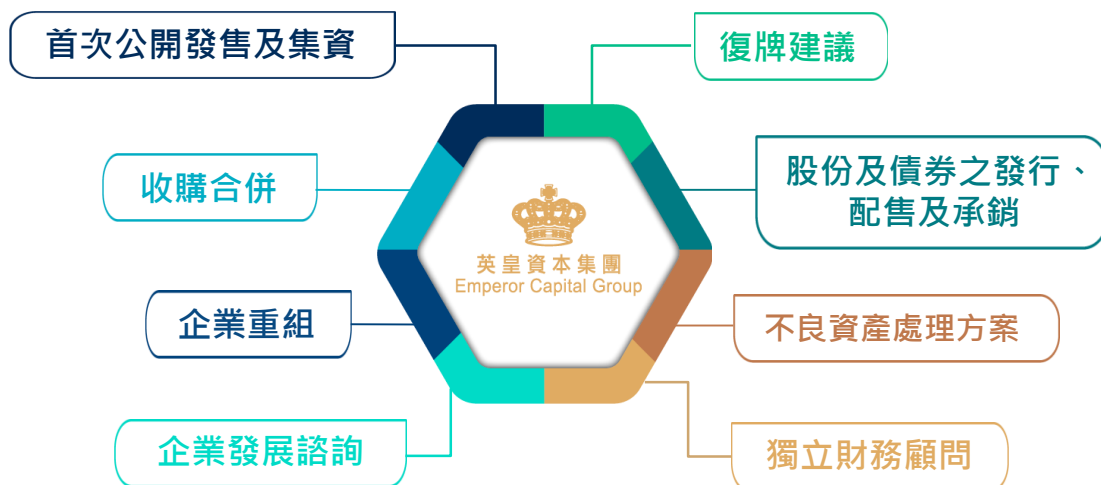 首次公開發售及集資
復牌建議
收購合併
股份及債券之發行、
配售及承銷
英皇資本集團
Emperor Capital Group
企業重組
不良資產處理方案
企業發展諮詢
獨立財務顧問